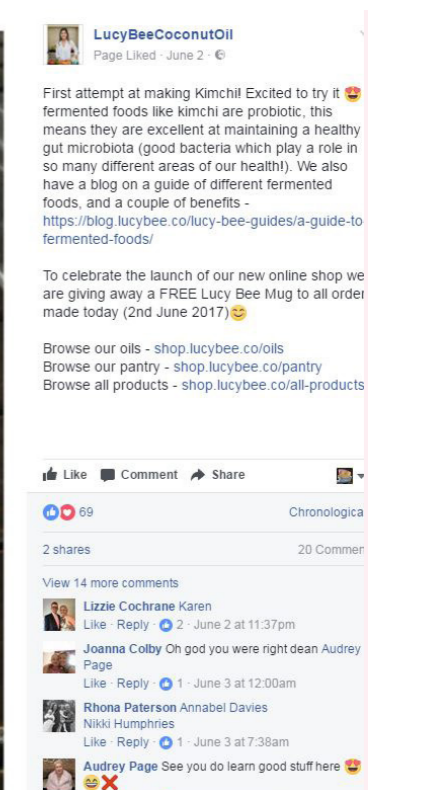 LucyBeeCoconutOil
Page Liked · June 2 ·
First attempt at making Kimchi! Excited to try it 😍
fermented foods like kimchi are probiotic, this
means they are excellent at maintaining a healthy
gut microbiota (good bacteria which play a role in
so many different areas of our health!). We also
have a blog on a guide of different fermented
foods, and a couple of benefits -
https://blog.lucybee.co/lucy-bee-guides/a-guide-to
fermented-foods/
To celebrate the launch of our new online shop we
are giving away a FREE Lucy Bee Mug to all order
made today (2nd June 2017)😊
Browse our oils - shop.lucybee.co/oils
Browse our pantry - shop.lucybee.co/pantry
Browse all products - shop.lucybee.co/all-products
Like Comment Share
69 Chronologica
2 shares 20 Commen
View 14 more comments
Lizzie Cochrane Karen
Like · Reply · 2 · June 2 at 11:37pm
Joanna Colby Oh god you were right dean Audrey
Page
Like · Reply · 1 · June 3 at 12:00am
Rhona Paterson Annabel Davies
Nikki Humphries
Like · Reply · 1 · June 3 at 7:38am
Audrey Page See you do learn good stuff here 😍
😄❌